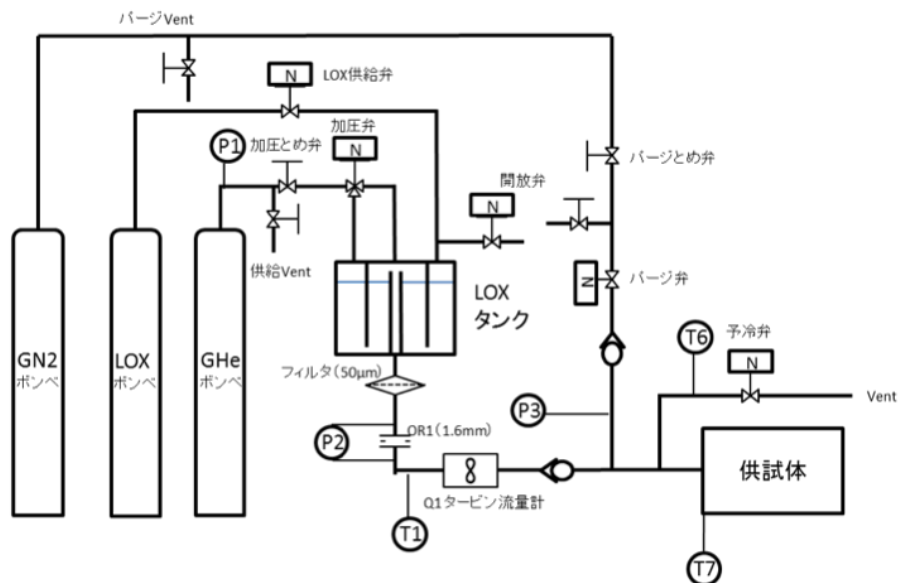 パージVent
N
LOX供給弁
加圧弁
P1
加圧とめ弁
N
パージとめ弁
開放弁
N
供給Vent
N
パージ弁
LOX
タンク
GN2
ボンベ
LOX
ボンベ
GHe
ボンベ
フィルタ(50μm)
T6
予冷弁
N
Vent
P3
P2
OR1(1.6mm)
供試体
Q1タービン流量計
T1
T7